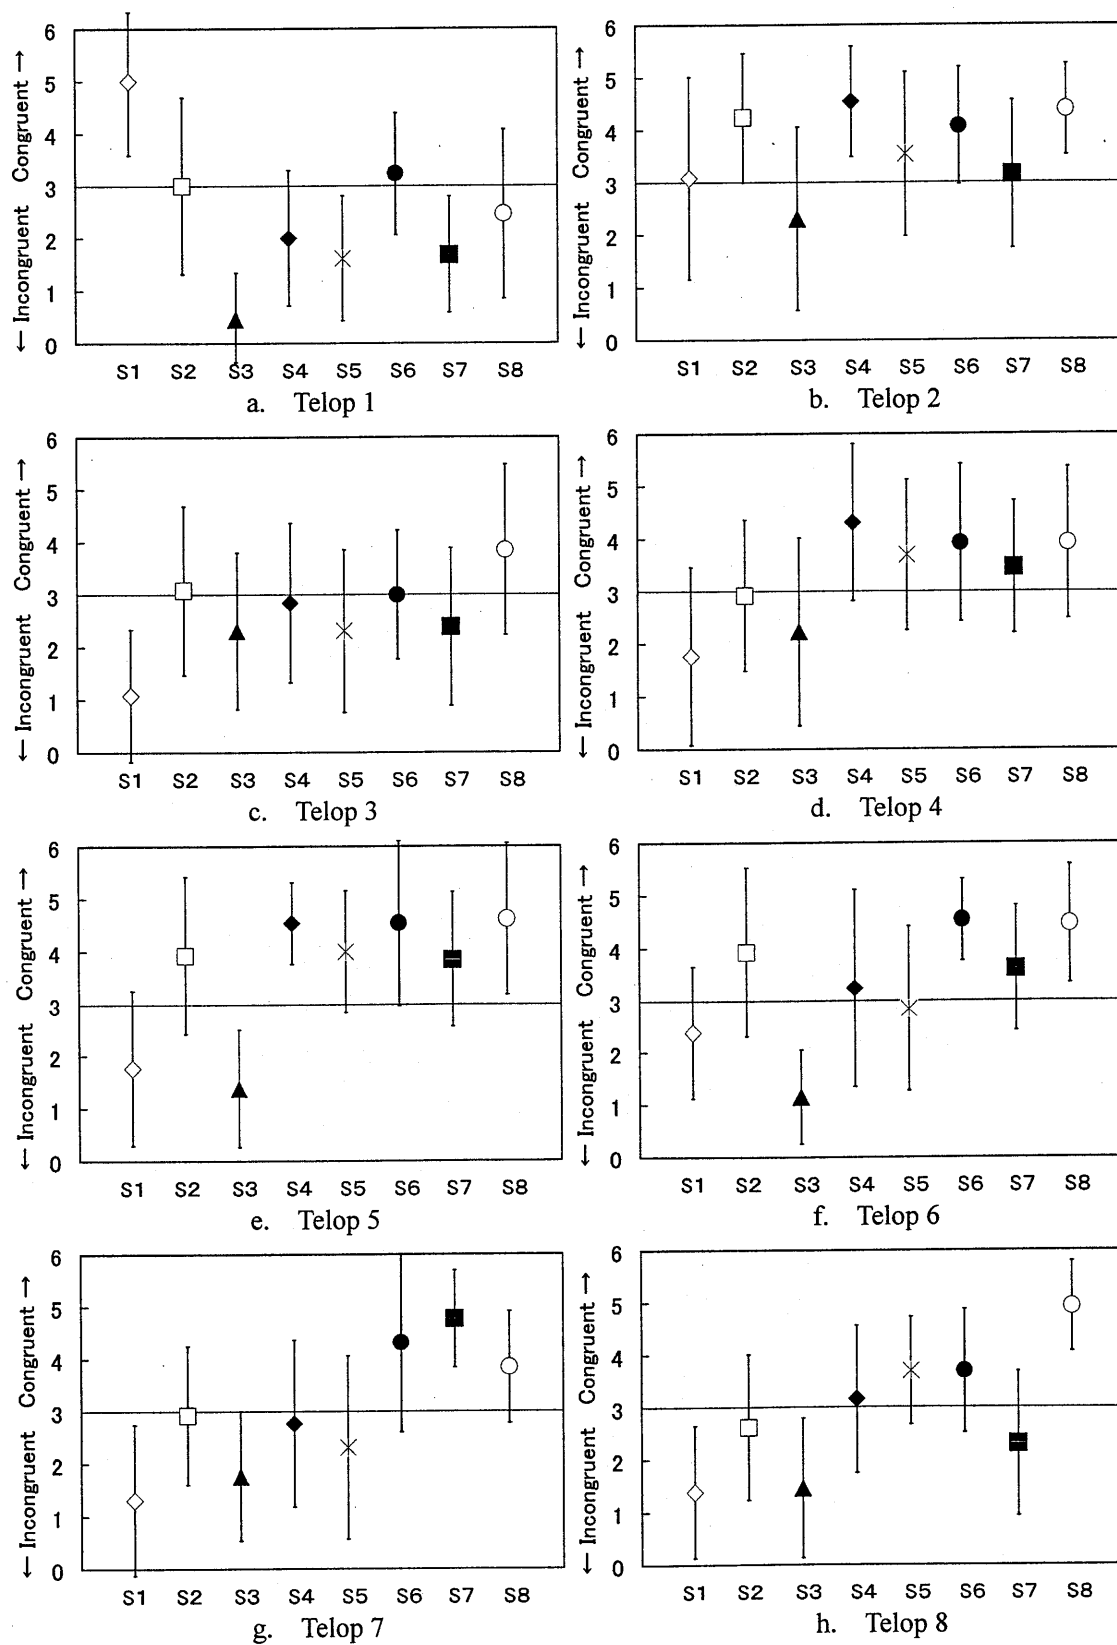 ← Incongruent Congruent →
6
5
4
3
2
1
0
S1 S2 S3 S4 S5 S6 S7 S8
a. Telop 1
← Incongruent Congruent →
6
5
4
3
2
1
0
S1 S2 S3 S4 S5 S6 S7 S8
b. Telop 2
← Incongruent Congruent →
6
5
4
3
2
1
0
S1 S2 S3 S4 S5 S6 S7 S8
c. Telop 3
← Incongruent Congruent →
6
5
4
3
2
1
0
S1 S2 S3 S4 S5 S6 S7 S8
d. Telop 4
← Incongruent Congruent →
6
5
4
3
2
1
0
S1 S2 S3 S4 S5 S6 S7 S8
e. Telop 5
← Incongruent Congruent →
6
5
4
3
2
1
0
S1 S2 S3 S4 S5 S6 S7 S8
f. Telop 6
← Incongruent Congruent →
6
5
4
3
2
1
0
S1 S2 S3 S4 S5 S6 S7 S8
g. Telop 7
← Incongruent Congruent →
6
5
4
3
2
1
0
S1 S2 S3 S4 S5 S6 S7 S8
h. Telop 8